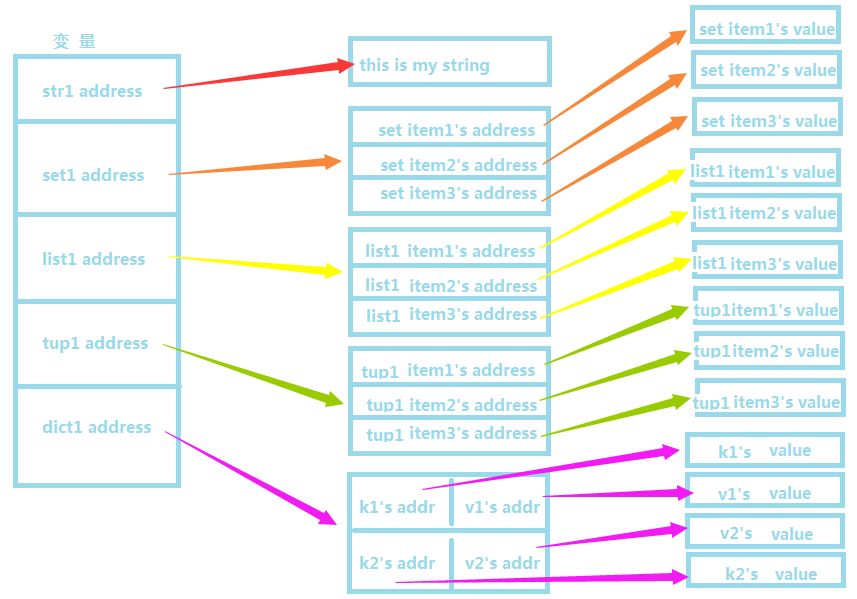 变 量
str1 address
set1 address
list1 address
tup1 address
dict1 address
this is my string
set item1's address
set item2's address
set item3's address
list1 item1's address
list1 item2's address
list1 item3's address
tup1 item1's address
tup1 item2's address
tup1 item3's address
k1's addr v1's addr
k2's addr v2's addr
set item1's value
set item2's value
set item3's value
list1 item1's value
list1 item2's value
list1 item3's value
tup1 item1's value
tup1 item2's value
tup1 item3's value
k1's value
v1's value
v2's value
k2's value